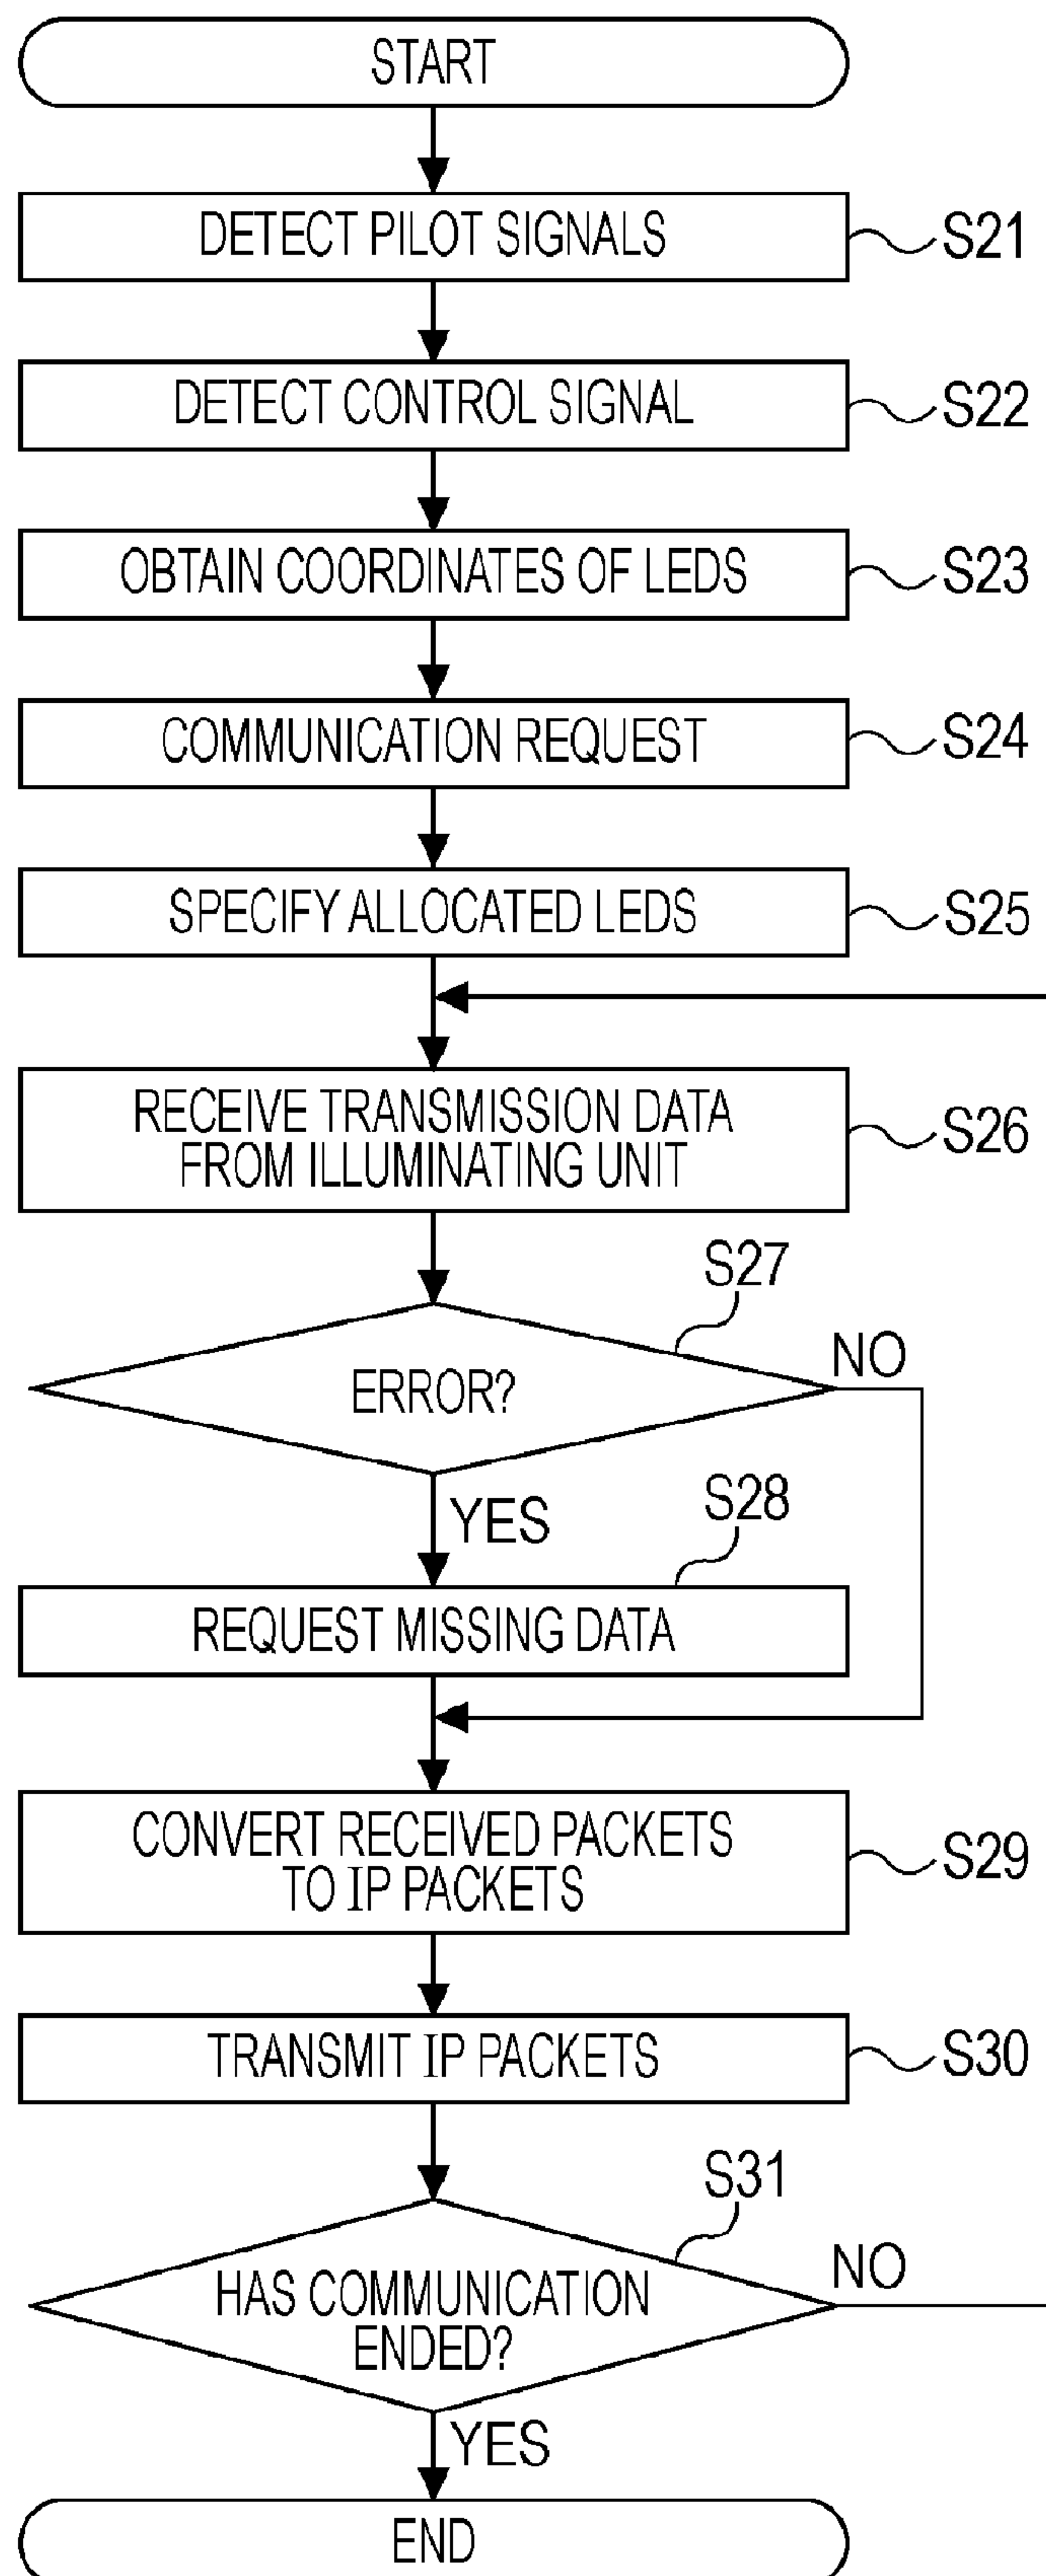 START
DETECT PILOT SIGNALS
S21
DETECT CONTROL SIGNAL
S22
OBTAIN COORDINATES OF LEDS
S23
COMMUNICATION REQUEST
S24
SPECIFY ALLOCATED LEDS
S25
RECEIVE TRANSMISSION DATA
FROM ILLUMINATING UNIT
S26
S27
ERROR?
NO
YES
S28
REQUEST MISSING DATA
CONVERT RECEIVED PACKETS
TO IP PACKETS
S29
TRANSMIT IP PACKETS
S30
S31
HAS COMMUNICATION
ENDED?
NO
YES
END